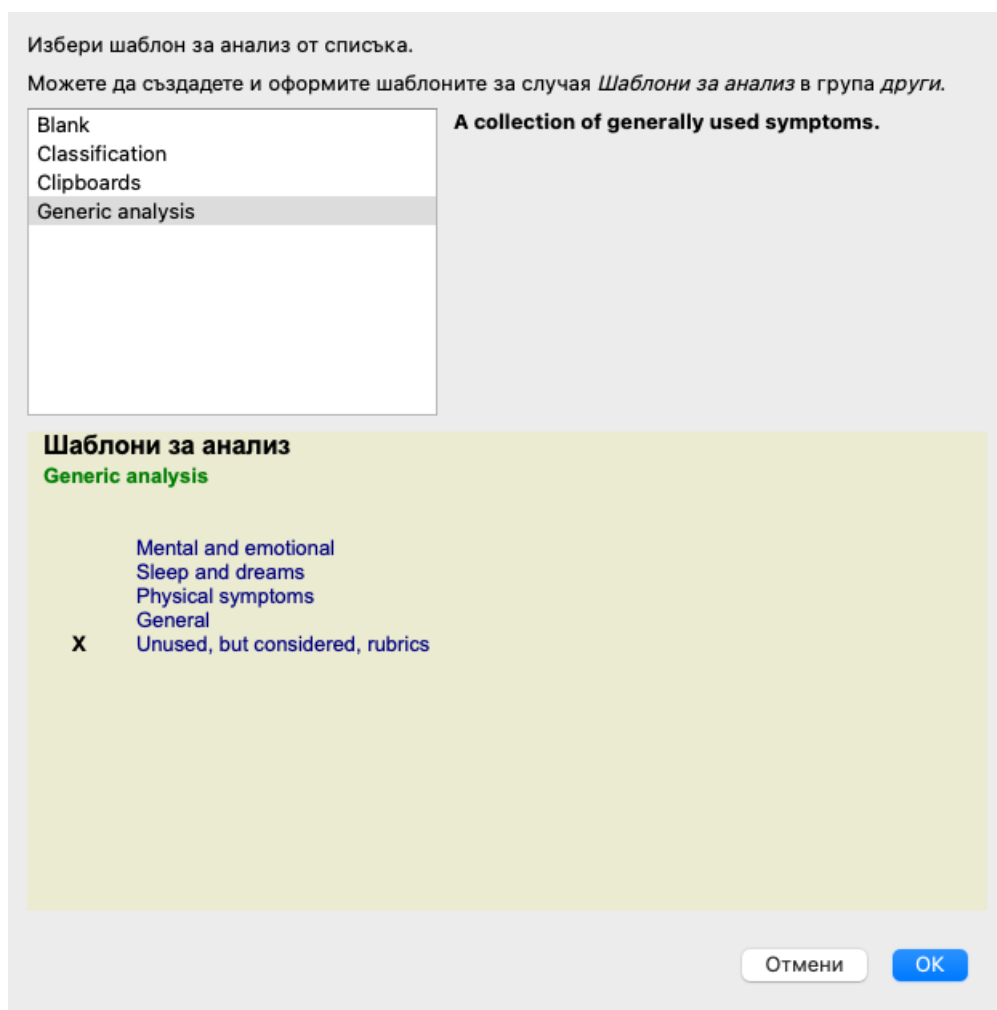 Избери шаблон за анализ от списъка.
Можете да създадете и оформите шаблоните за случая Шаблони за анализ в група други.
Blank
Classification
Clipboards
Generic analysis
A collection of generally used symptoms.
Шаблони за анализ
Generic analysis
Mental and emotional
Sleep and dreams
Physical symptoms
General
X Unused, but considered, rubrics
Отмени OK